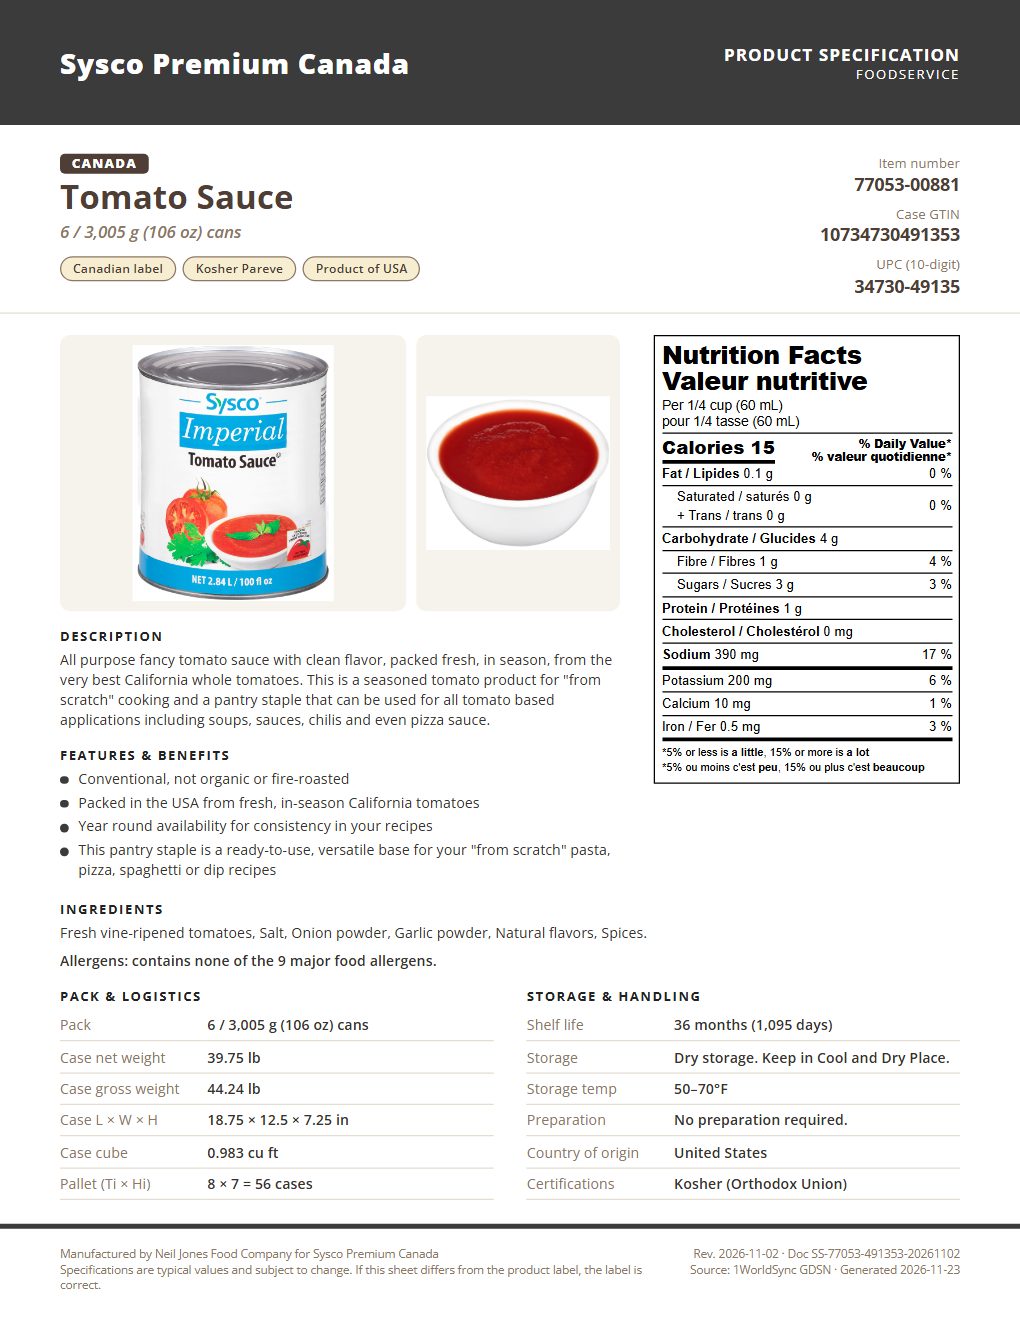 Sysco Premium Canada
PRODUCT SPECIFICATION
FOODSERVICE
CANADA
Tomato Sauce
6 / 3,005 g (106 oz) cans
Canadian label
Kosher Pareve
Product of USA
Item number
77053-00881
Case GTIN
10734730491353
UPC (10-digit)
34730-49135
Sysco
Imperial
Tomato Sauce
NET 2.84 L / 100 fl oz
Nutrition Facts
Valeur nutritive
Per 1/4 cup (60 mL)
pour 1/4 tasse (60 mL)
Calories 15
% Daily Value*
% valeur quotidienne*
Fat / Lipides 0.1 g 0 %
Saturated / saturés 0 g
+ Trans / trans 0 g
0 %
Carbohydrate / Glucides 4 g
Fibre / Fibres 1 g 4 %
Sugars / Sucres 3 g 3 %
Protein / Protéines 1 g
Cholesterol / Cholestérol 0 mg
Sodium 390 mg 17 %
Potassium 200 mg 6 %
Calcium 10 mg 1 %
Iron / Fer 0.5 mg 3 %
*5% or less is a little, 15% or more is a lot
*5% ou moins c'est peu, 15% ou plus c'est beaucoup
DESCRIPTION
All purpose fancy tomato sauce with clean flavor, packed fresh, in season, from the
very best California whole tomatoes. This is a seasoned tomato product for "from
scratch" cooking and a pantry staple that can be used for all tomato based
applications including soups, sauces, chilis and even pizza sauce.
FEATURES & BENEFITS
Conventional, not organic or fire-roasted
Packed in the USA from fresh, in-season California tomatoes
Year round availability for consistency in your recipes
This pantry staple is a ready-to-use, versatile base for your "from scratch" pasta,
pizza, spaghetti or dip recipes
INGREDIENTS
Fresh vine-ripened tomatoes, Salt, Onion powder, Garlic powder, Natural flavors, Spices.
Allergens: contains none of the 9 major food allergens.
PACK & LOGISTICS
Pack 6 / 3,005 g (106 oz) cans
Case net weight 39.75 lb
Case gross weight 44.24 lb
Case L × W × H 18.75 × 12.5 × 7.25 in
Case cube 0.983 cu ft
Pallet (Ti × Hi) 8 × 7 = 56 cases
STORAGE & HANDLING
Shelf life 36 months (1,095 days)
Storage Dry storage. Keep in Cool and Dry Place.
Storage temp 50–70°F
Preparation No preparation required.
Country of origin United States
Certifications Kosher (Orthodox Union)
Manufactured by Neil Jones Food Company for Sysco Premium Canada
Specifications are typical values and subject to change. If this sheet differs from the product label, the label is
correct.
Rev. 2026-11-02 · Doc SS-77053-491353-20261102
Source: 1WorldSync GDSN · Generated 2026-11-23